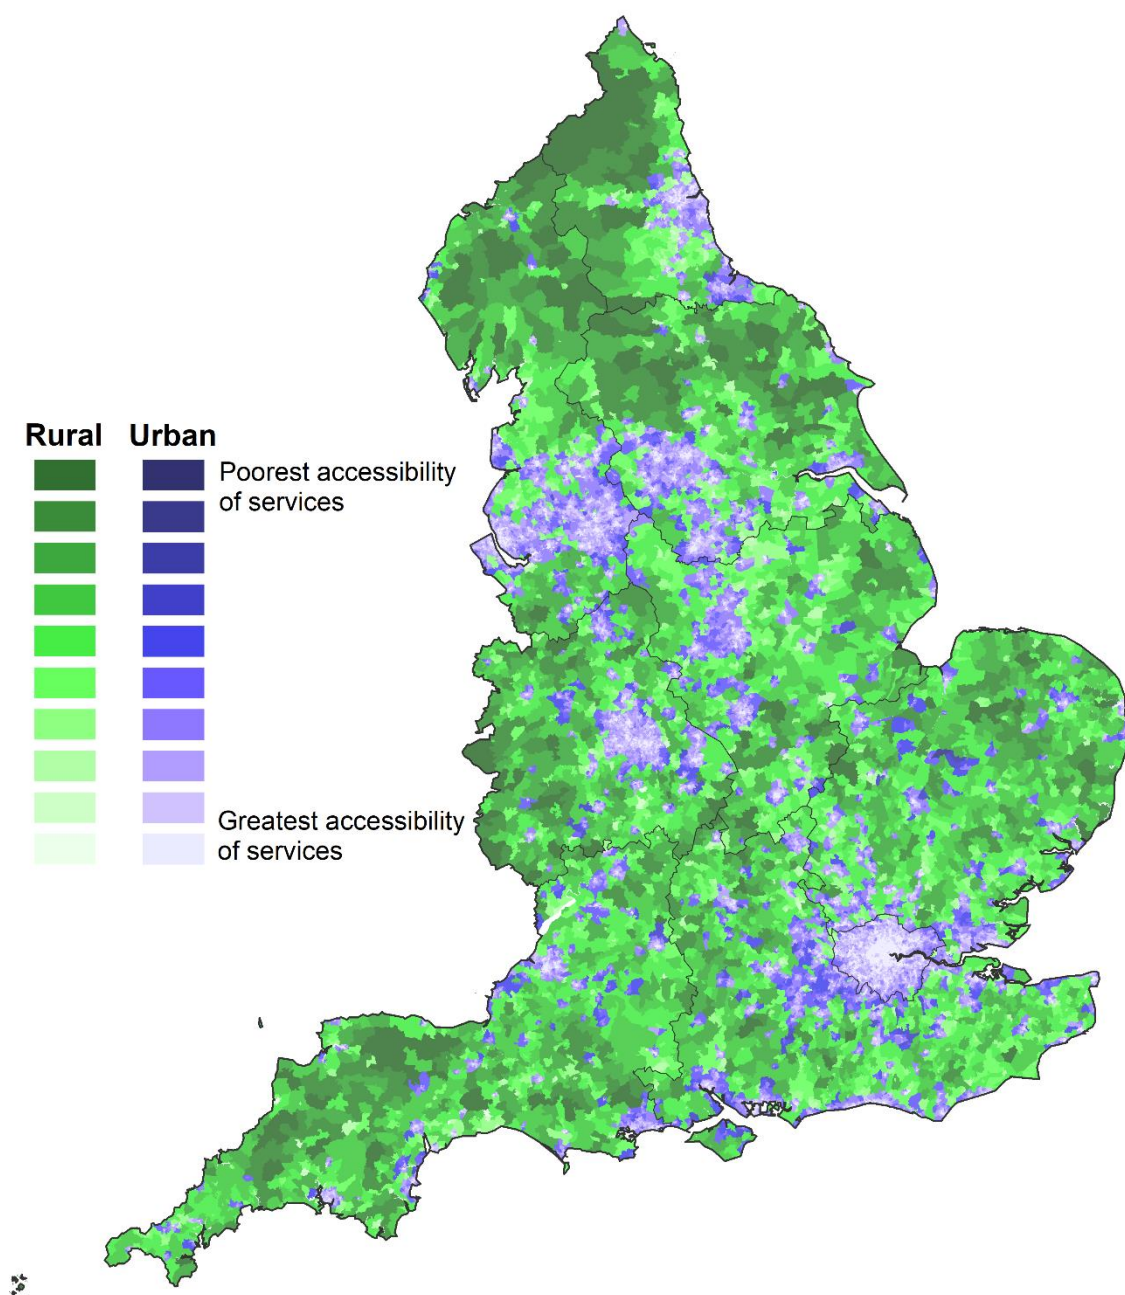 Rural Urban
Poorest accessibility
of services
Greatest accessibility
of services